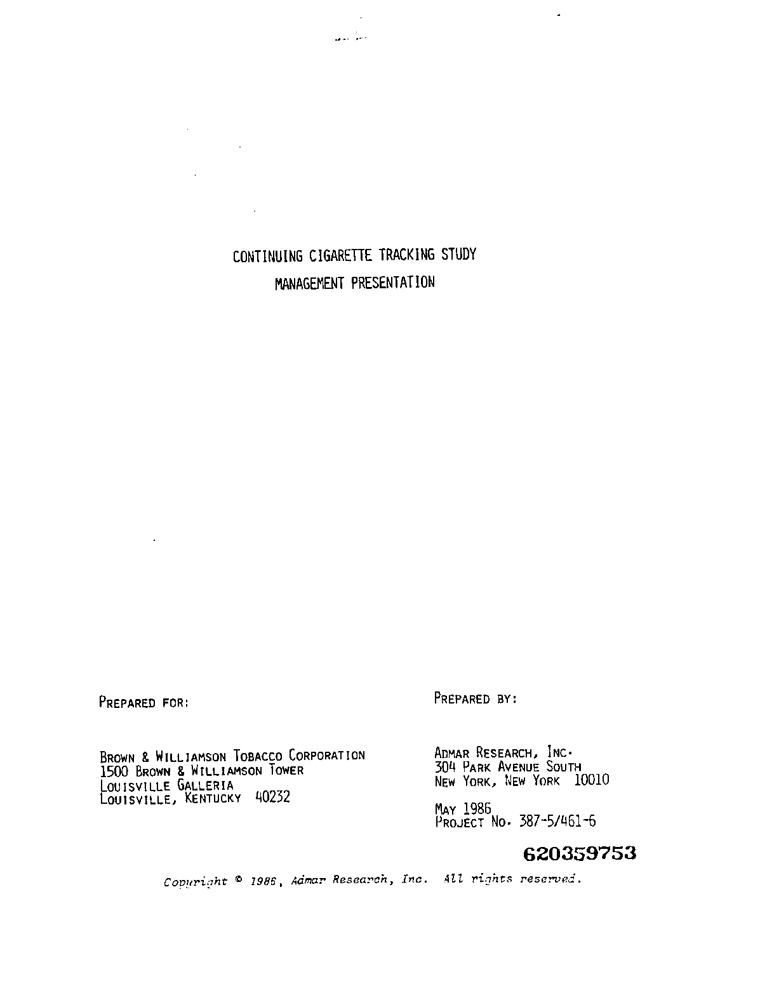 CONTINUING CIGARETTE TRACKING STUDY
MANAGEMENT PRESENTATION
PREPARED FOR:
BROWN & WILLIAMSON TOBACCO CORPORATION
1500 BROWN & WILLIAMSON TOWER
LOUISVILLE GALLERIA
LOUISVILLE, KENTUCKY 40232
PREPARED BY:
ADMAR RESEARCH, INC.
304 PARK AVENUE SOUTH
NEW YORK, NEW YORK 10010
MAY 1986
PROJECT NO. 387-5/461-6
620359753
Copyright © 1986, Admar Research, Inc. All rights reserved.